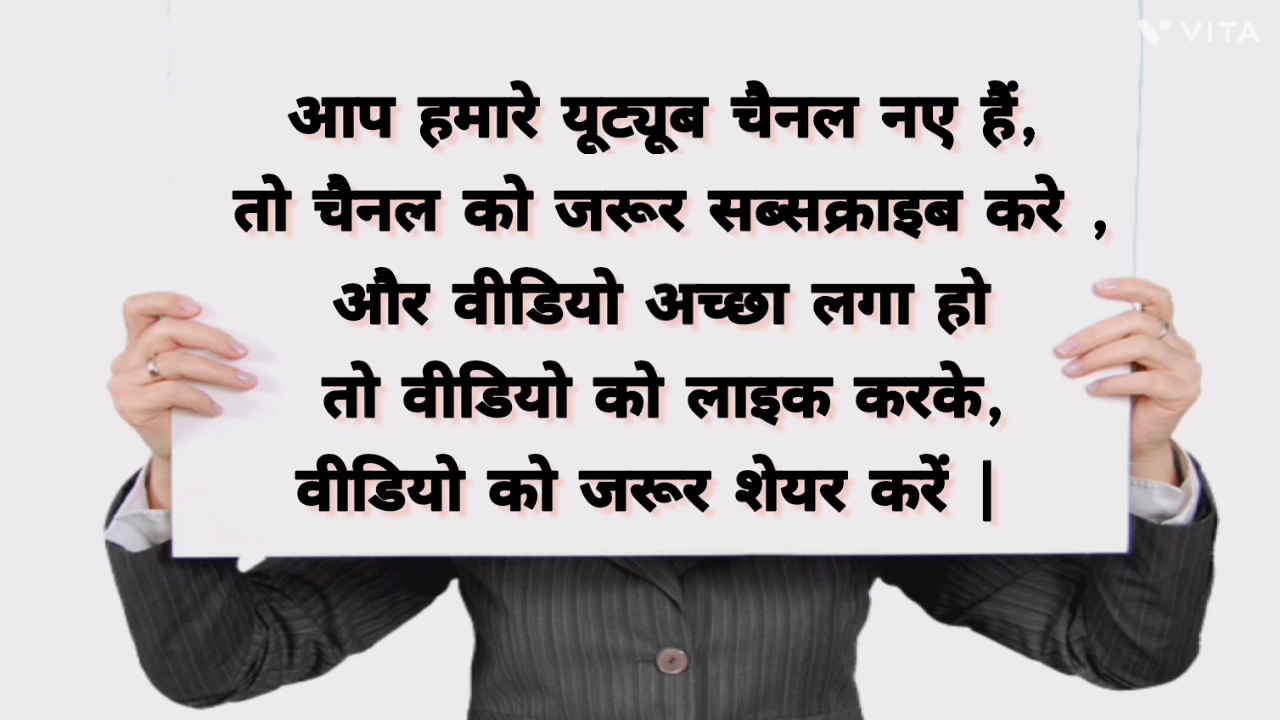 VITA
आप हमारे यूट्यूब चैनल नए हैं,
तो चैनल को जरूर सब्सक्राइब करे ,
और वीडियो अच्छा लगा हो
तो वीडियो को लाइक करके,
वीडियो को जरूर शेयर करें |